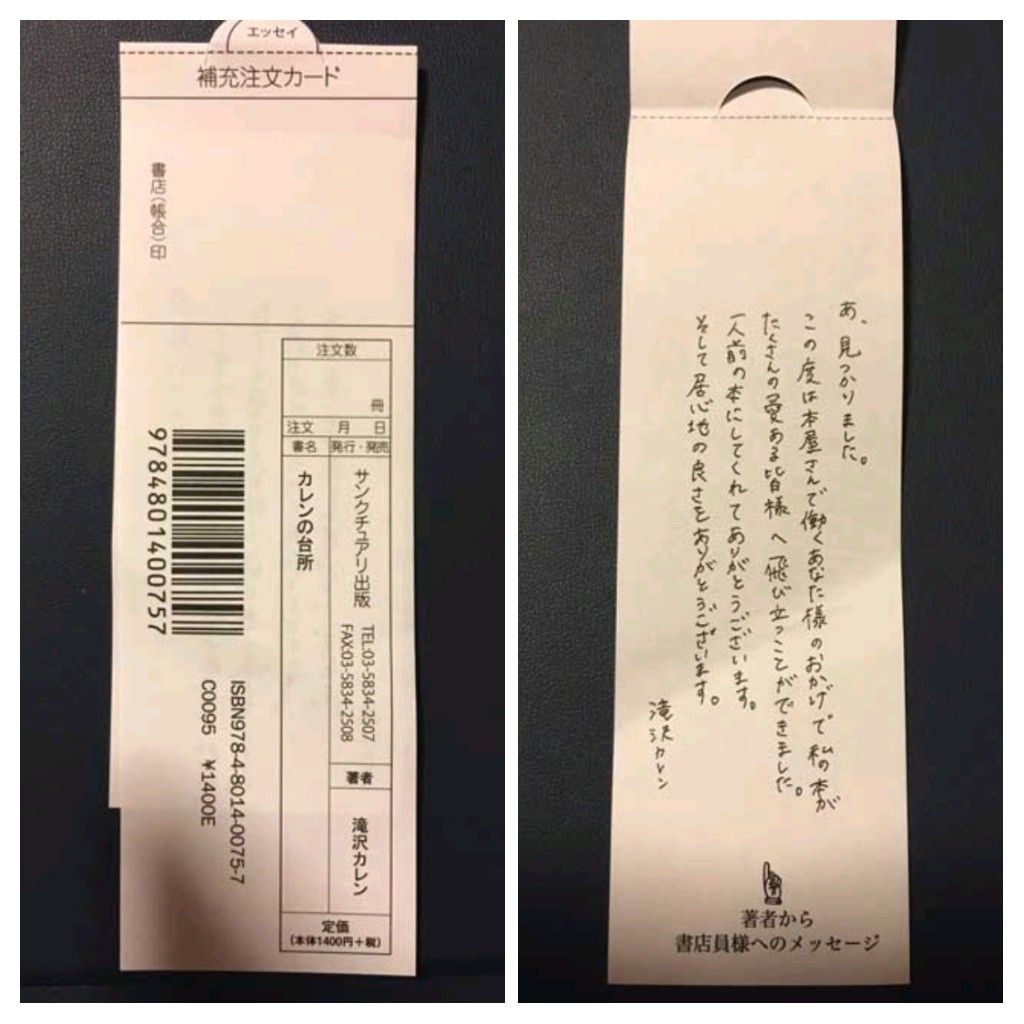 エッセイ
補充注文カード
書店(帳合)印
注文数
冊
注文 月 日
書名
発行・発売
カレンの台所
サンクチュアリ出版
TEL:03-5834-2507
FAX:03-5834-2508
著者
滝沢カレン
定価
(本体1400円+税)
9784801400757
ISBN978-4-8014-0075-7
C0095 ¥1400E
あ、見つかりました。
この度は本屋さんで働くあなた様のおかげで私の本が
たくさんの愛ある皆様へ飛び立つことができました。
一人前の本にしてくれてありがとうございます。
そして居心地の良さをありがとうございます。
滝沢カレン
著者から
書店員様へのメッセージ